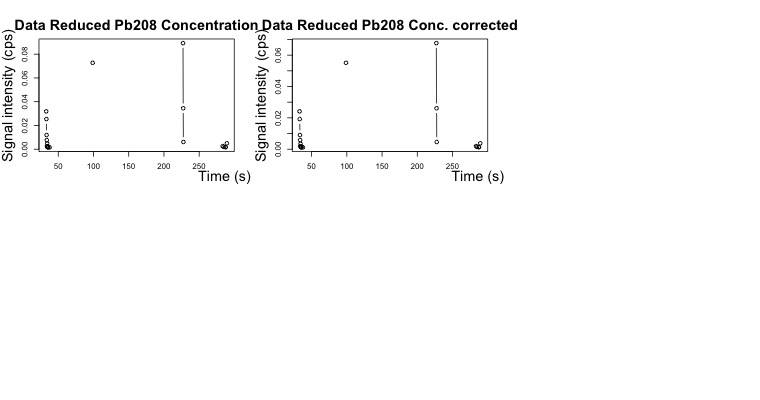 Data Reduced Pb208 Concentration
Signal intensity (cps)
0.00 0.02 0.04 0.06 0.08
50 100 150 200 250
Time (s)
Data Reduced Pb208 Conc. corrected
Signal intensity (cps)
0.00 0.02 0.04 0.06
50 100 150 200 250
Time (s)